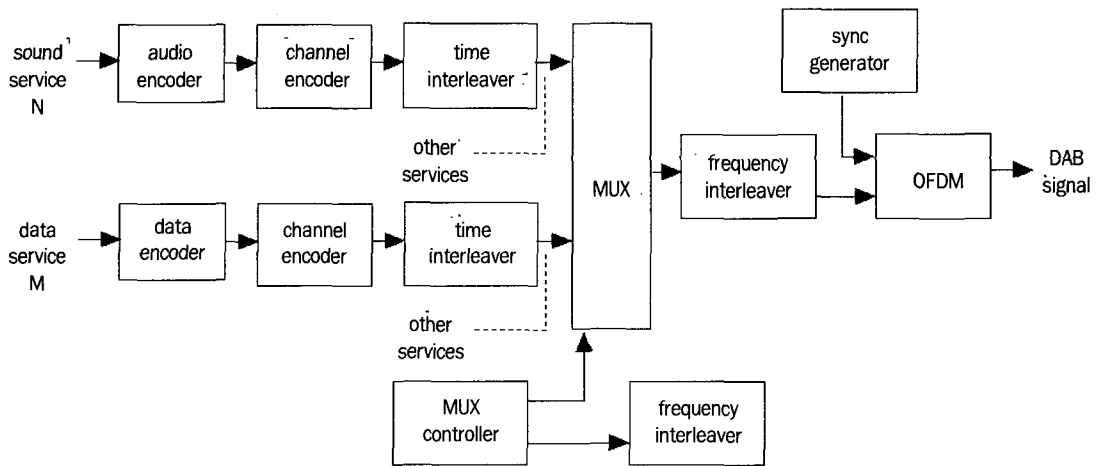 sound
service
N
audio
encoder
channel
encoder
time
interleaver
other
services
MUX
sync
generator
frequency
interleaver
OFDM
DAB
signal
data
service
M
data
encoder
channel
encoder
time
interleaver
other
services
MUX
controller
frequency
interleaver